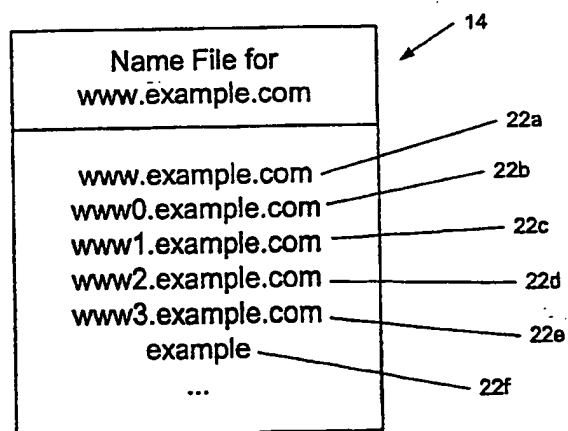 14
Name File for
www.example.com
www.example.com
22a
www0.example.com
22b
www1.example.com
22c
www2.example.com
22d
www3.example.com
22e
example
22f
...